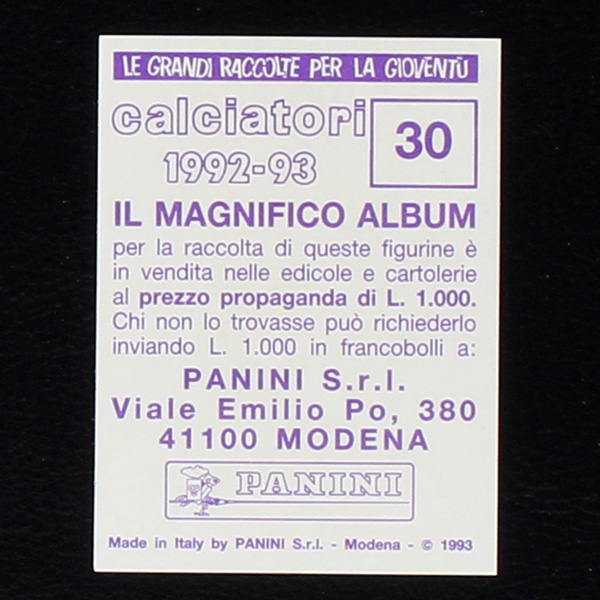 LE GRANDI RACCOLTE PER LA GIOVENTÙ
calciatori
1992-93
30
IL MAGNIFICO ALBUM
per la raccolta di queste figurine è
in vendita nelle edicole e cartolerie
al prezzo propaganda di L. 1.000.
Chi non lo trovasse può richiederlo
inviando L. 1.000 in francobolli a:
PANINI S.r.l.
Viale Emilio Po, 380
41100 MODENA
PANINI
Made in Italy by PANINI S.r.l. - Modena - © 1993